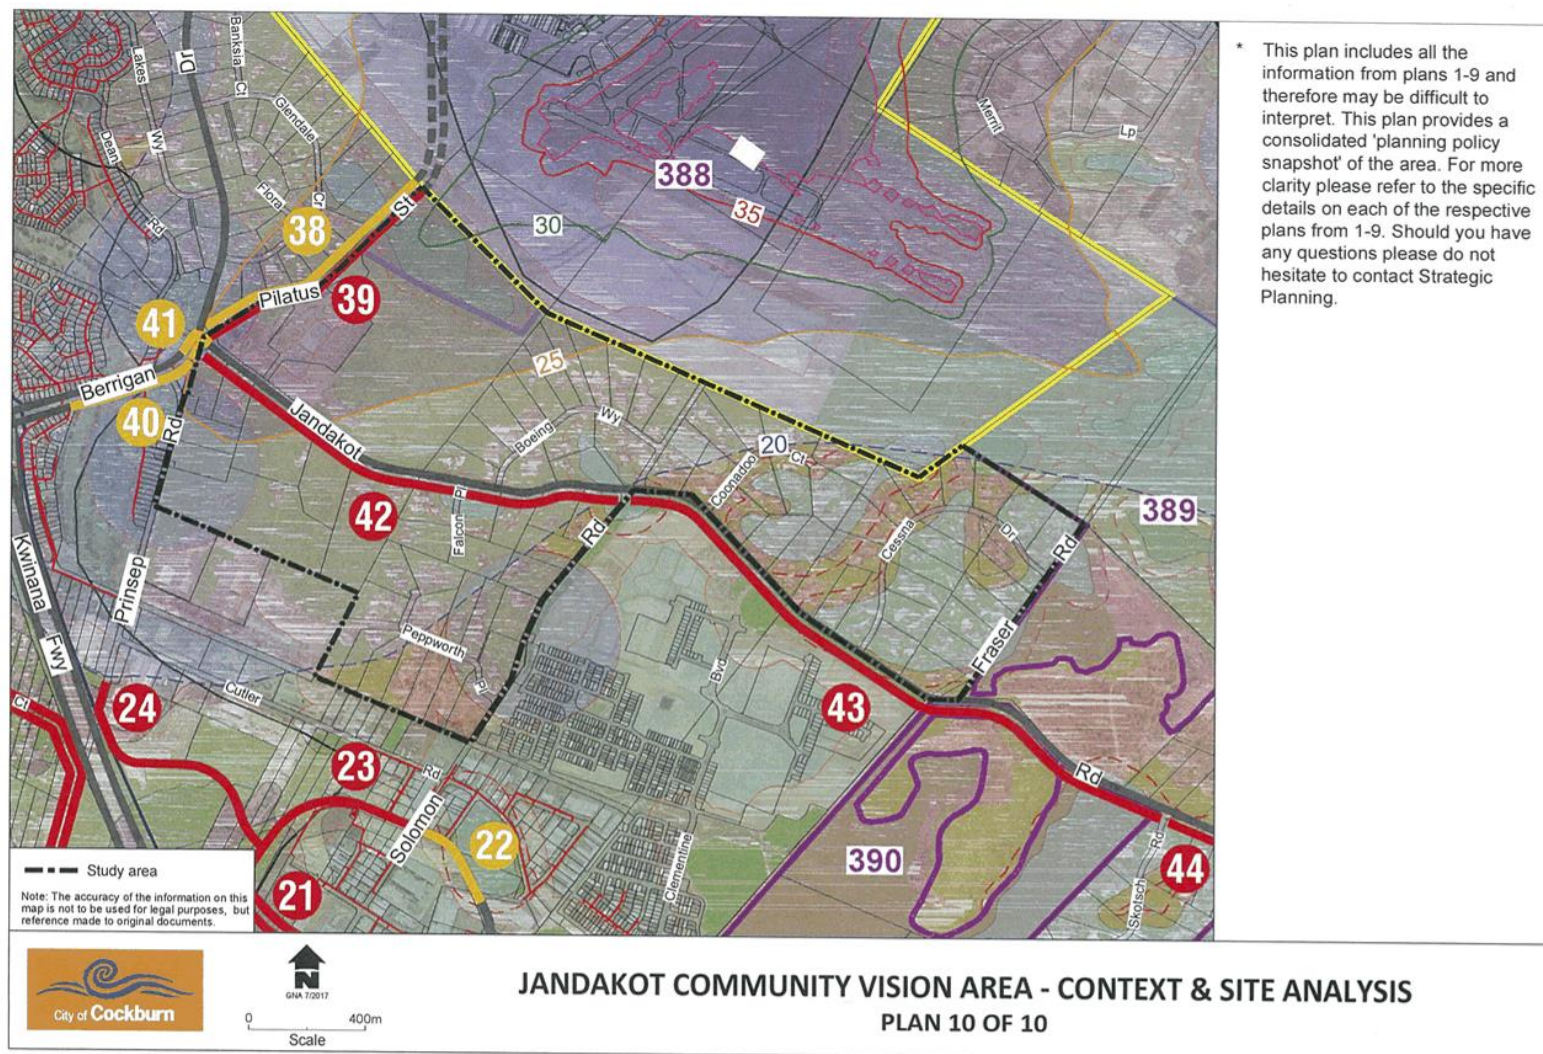 * This plan includes all the
information from plans 1-9 and
therefore may be difficult to
interpret. This plan provides a
consolidated 'planning policy
snapshot' of the area. For more
clarity please refer to the specific
details on each of the respective
plans from 1-9. Should you have
any questions please do not
hesitate to contact Strategic
Planning.
Lakes
Wy
Dr
Banksia
Ct
Dean
Rd
Glendale
Cr
Flora
38
St
Pilatus
39
41
Berrigan
40
Rd
388
35
30
Merrit
Lp
25
Jandakot
Boeing
Wy
20
Coonadoo
Ct
389
42
Falcon
Pl
Rd
Cessna
Dr
Rd
Kwinana
Fwy
Prinsep
Peppworth
Pl
Fraser
Bvd
43
Ct
24
Cutler
Rd
23
Solomon
22
21
Clementine
390
Rd
Rd
Skotsch
44
Study area
Note: The accuracy of the information on this
map is not to be used for legal purposes, but
reference made to original documents.
City of Cockburn
N
GNA 7/2017
0 400m
Scale
JANDAKOT COMMUNITY VISION AREA - CONTEXT & SITE ANALYSIS
PLAN 10 OF 10